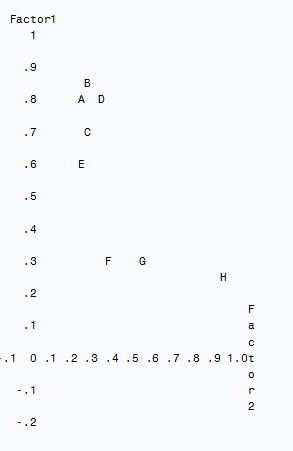 Factor1
1
.9
B
.8 A D
.7 C
.6 E
.5
.4
.3 F G
H
.2
F
.1 a
c
-.1 0 .1 .2 .3 .4 .5 .6 .7 .8 .9 1.0t
o
-.1 r
2
-.2